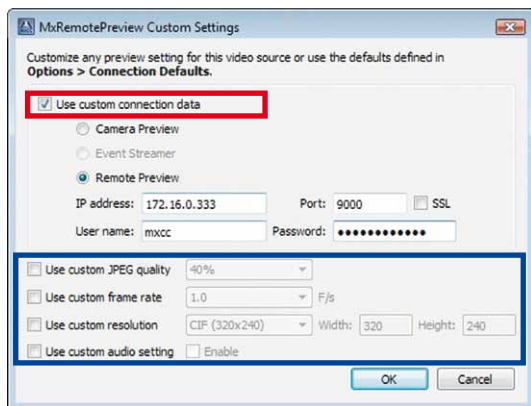 MxRemotePreview Custom Settings
Customize any preview setting for this video source or use the defaults defined in
Options > Connection Defaults.
Use custom connection data
Camera Preview
Event Streamer
Remote Preview
IP address: 172.16.0.333 Port: 9000 SSL
User name: mxcc Password: ••••••••••••
Use custom JPEG quality 40%
Use custom frame rate 1.0 F/s
Use custom resolution CIF (320x240) Width: 320 Height: 240
Use custom audio setting Enable
OK Cancel